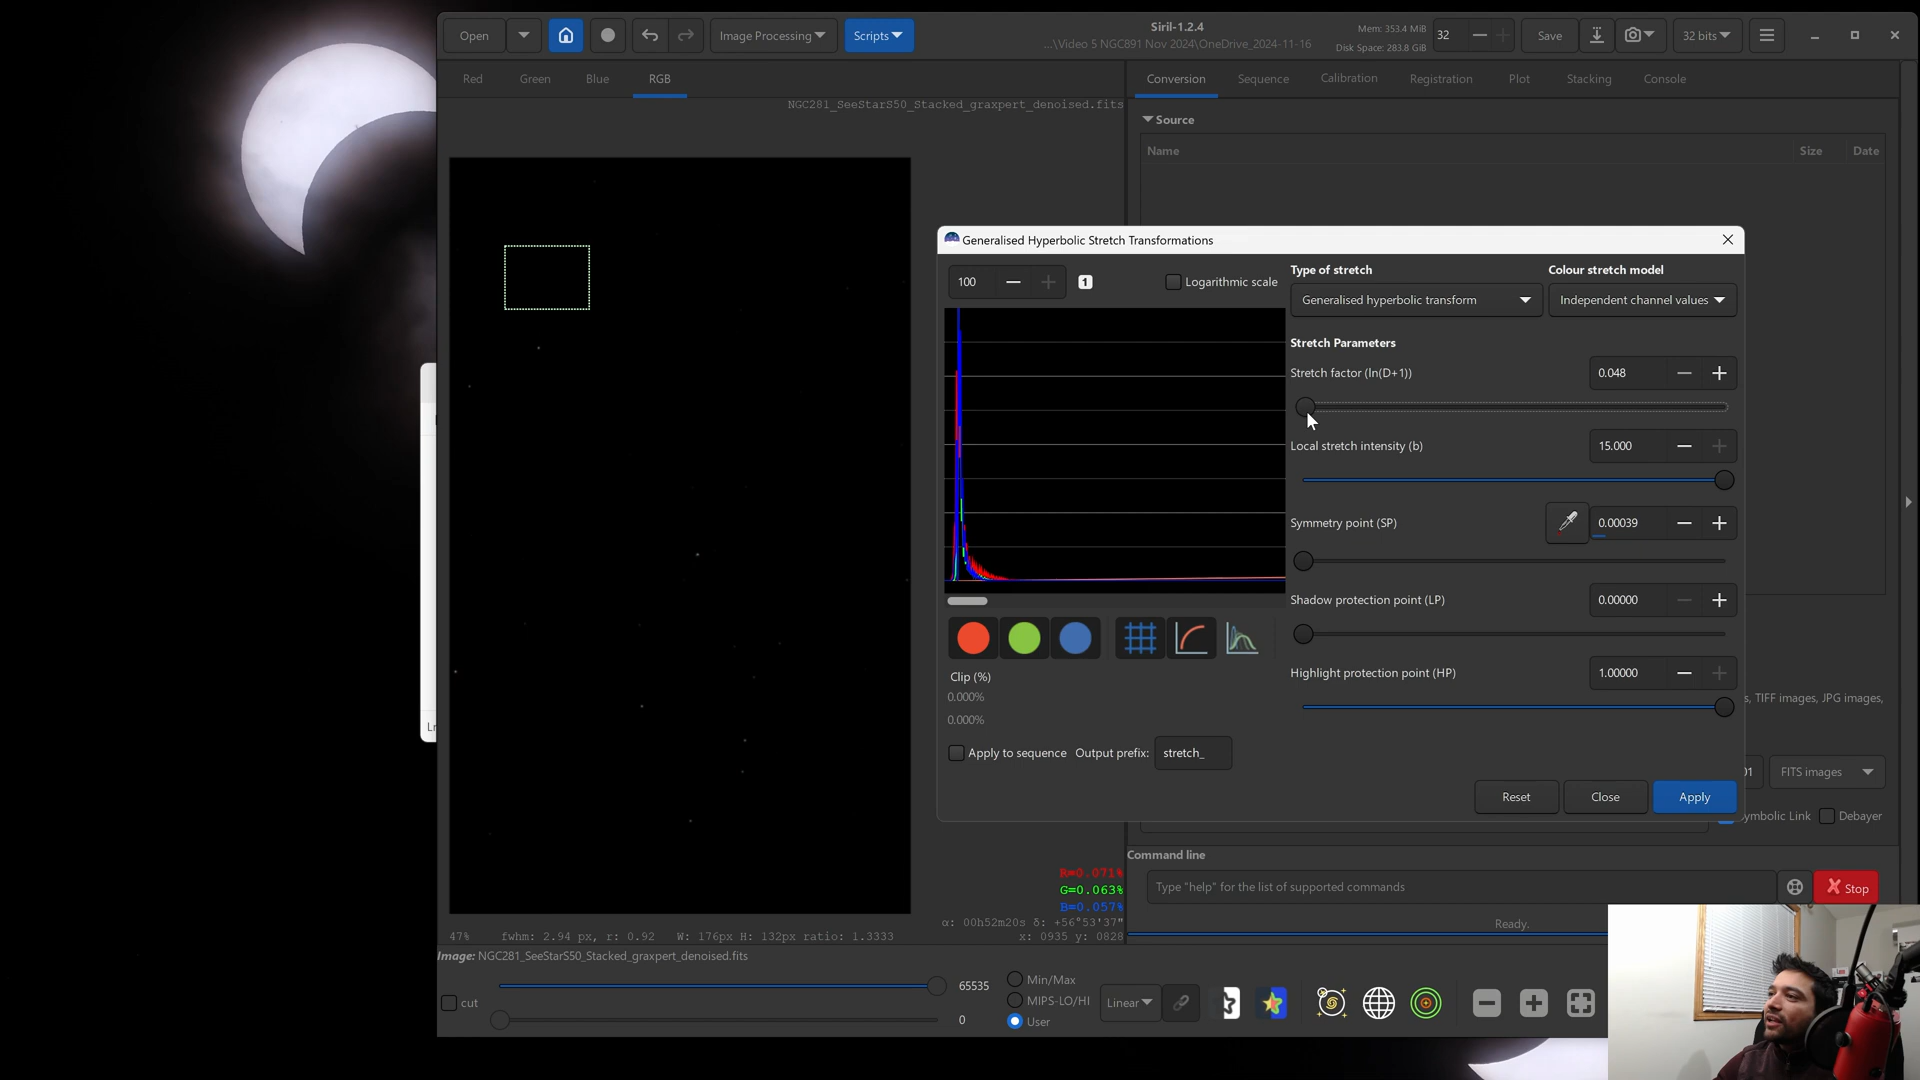 Open
Image Processing
Scripts
Siril-1.2.4
...\Video 5 NGC891 Nov 2024\OneDrive_2024-11-16
Mem: 353.4 MiB
Disk Space: 283.8 GiB
32
Save
32 bits
Red
Green
Blue
RGB
NGC281_SeeStarS50_Stacked_graxpert_denoised.fits
Conversion
Sequence
Calibration
Registration
Plot
Stacking
Console
Source
Name
Size
Date
Generalised Hyperbolic Stretch Transformations
100
1
Logarithmic scale
Type of stretch
Colour stretch model
Generalised hyperbolic transform
Independent channel values
Stretch Parameters
Stretch factor (ln(D+1))
0.048
Local stretch intensity (b)
15.000
Symmetry point (SP)
0.00039
Shadow protection point (LP)
0.00000
Highlight protection point (HP)
1.00000
Clip (%)
0.000%
0.000%
Apply to sequence
Output prefix:
stretch_
Reset
Close
Apply
s, TIFF images, JPG images,
FITS images
ymbolic Link
Debayer
Command line
Type "help" for the list of supported commands
Stop
Ready.
R=0.071%
G=0.063%
B=0.057%
α: 00h52m20s δ: +56°53'37"
x: 0935 y: 0828
47%
fwhm: 2.94 px, r: 0.92
W: 176px H: 132px ratio: 1.3333
Image: NGC281_SeeStarS50_Stacked_graxpert_denoised.fits
cut
65535
0
Min/Max
MIPS-LO/HI
User
Linear